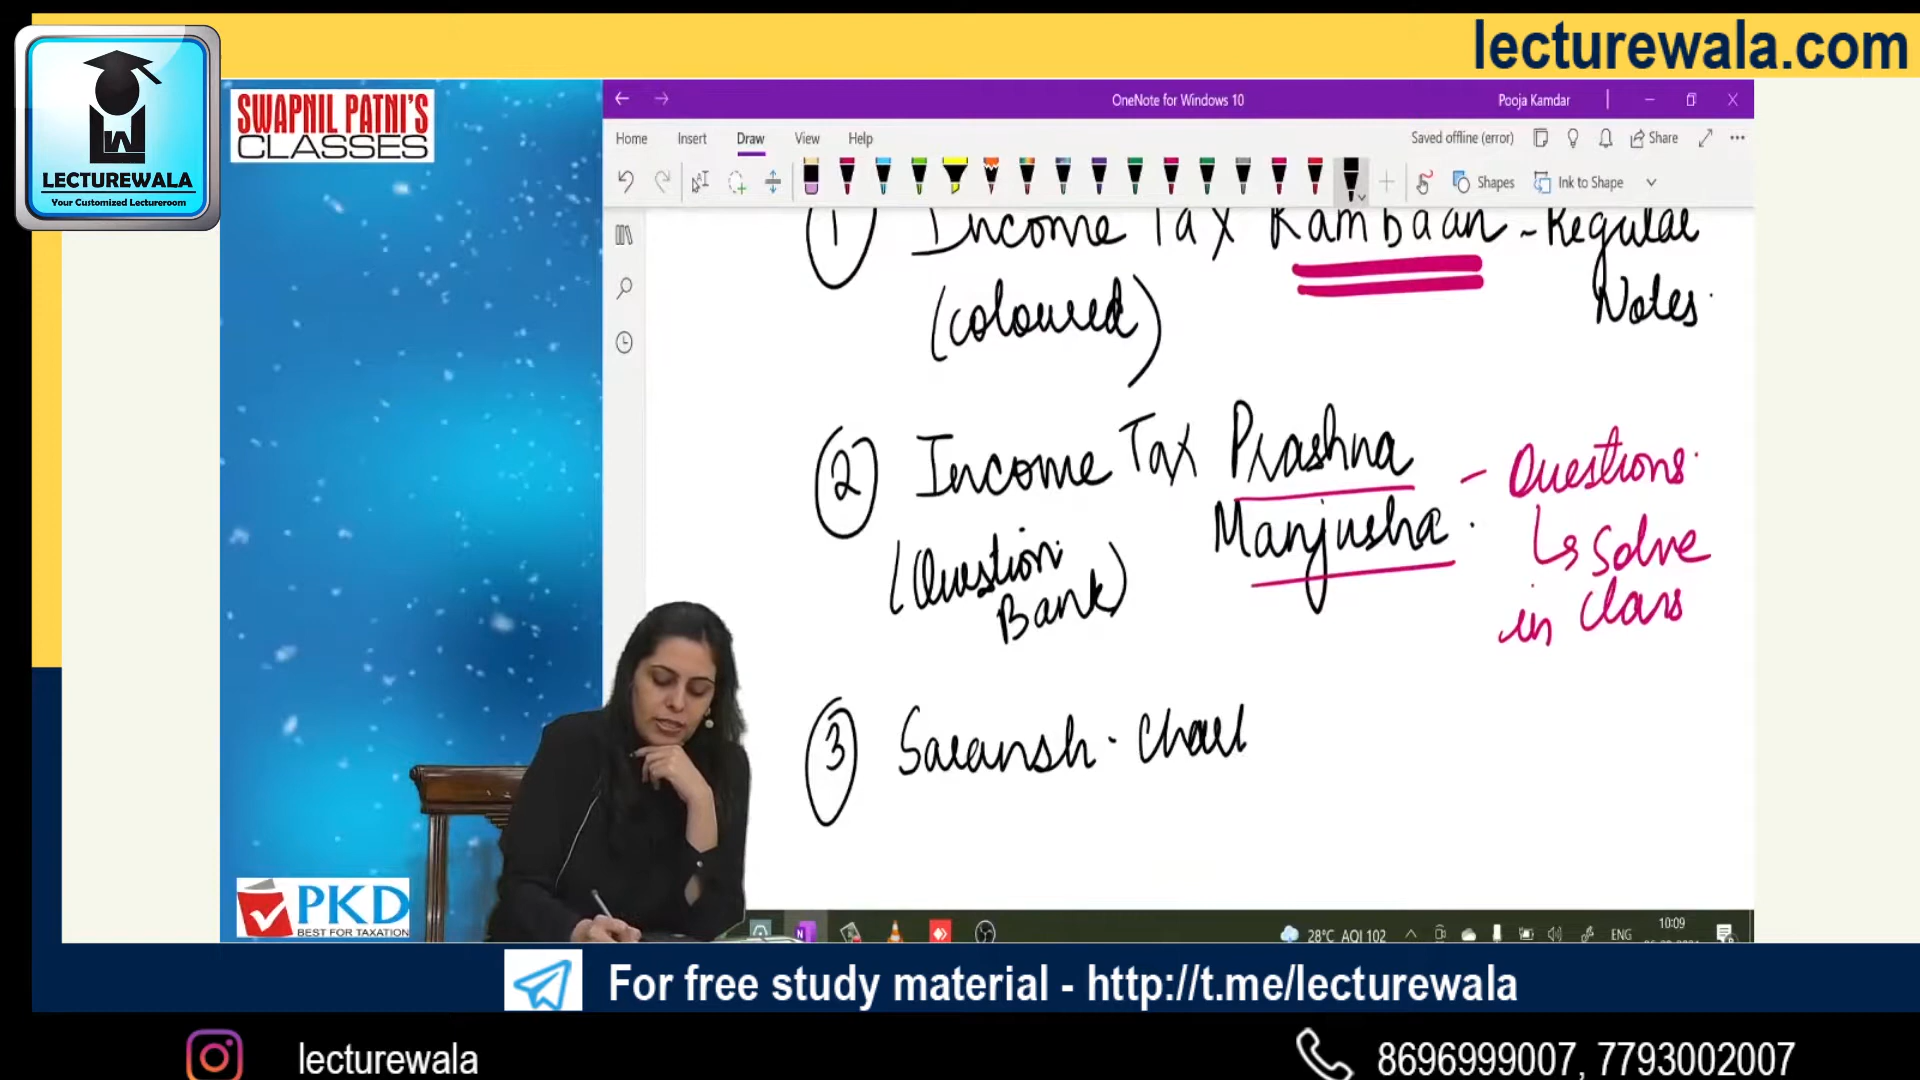 lecturewala.com
SWAPNIL PATNI'S
CLASSES
LW
LECTUREWALA
Your Customized Lectureroom
OneNote for Windows 10
Pooja Kamdar
Home Insert Draw View Help
Saved offline (error)
Share
Shapes
Ink to Shape
① Income Tax Rambaan - Regular
(coloured)
Notes.
② Income Tax Prashna
Manjusha.
- Questions.
↳ Solve
in class
(Question
Bank)
③ Saransh - Chart
PKD
BEST FOR TAXATION
28°C AQI 102
ENG
10:09
For free study material - http://t.me/lecturewala
lecturewala
8696999007, 7793002007